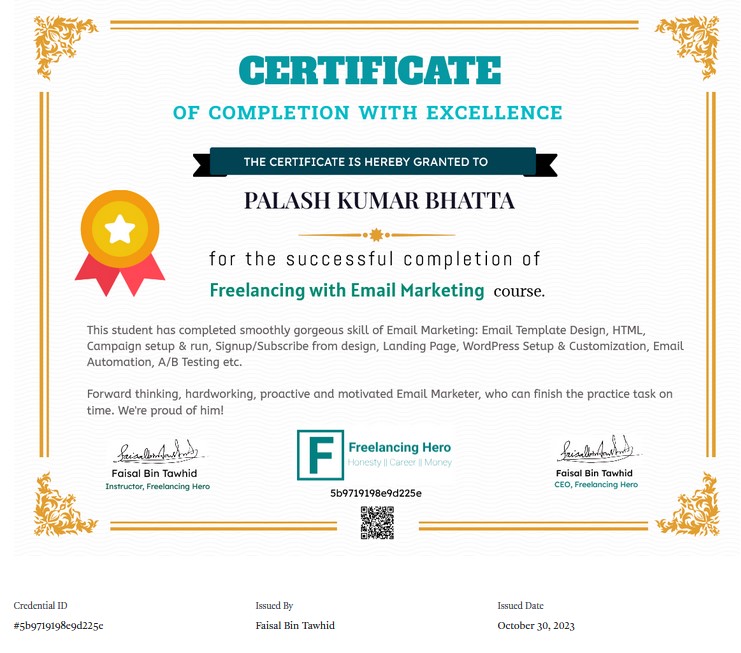 CERTIFICATE
OF COMPLETION WITH EXCELLENCE
THE CERTIFICATE IS HEREBY GRANTED TO
PALASH KUMAR BHATTA
for the successful completion of
Freelancing with Email Marketing course.
This student has completed smoothly gorgeous skill of Email Marketing: Email Template Design, HTML,
Campaign setup & run, Signup/Subscribe from design, Landing Page, WordPress Setup & Customization, Email
Automation, A/B Testing etc.
Forward thinking, hardworking, proactive and motivated Email Marketer, who can finish the practice task on
time. We're proud of him!
Faisal Bin Tawhid
Instructor, Freelancing Hero
F
Freelancing Hero
Honesty || Career || Money
5b9719198e9d225e
Faisal Bin Tawhid
CEO, Freelancing Hero
Credential ID
#5b9719198e9d225e
Issued By
Faisal Bin Tawhid
Issued Date
October 30, 2023